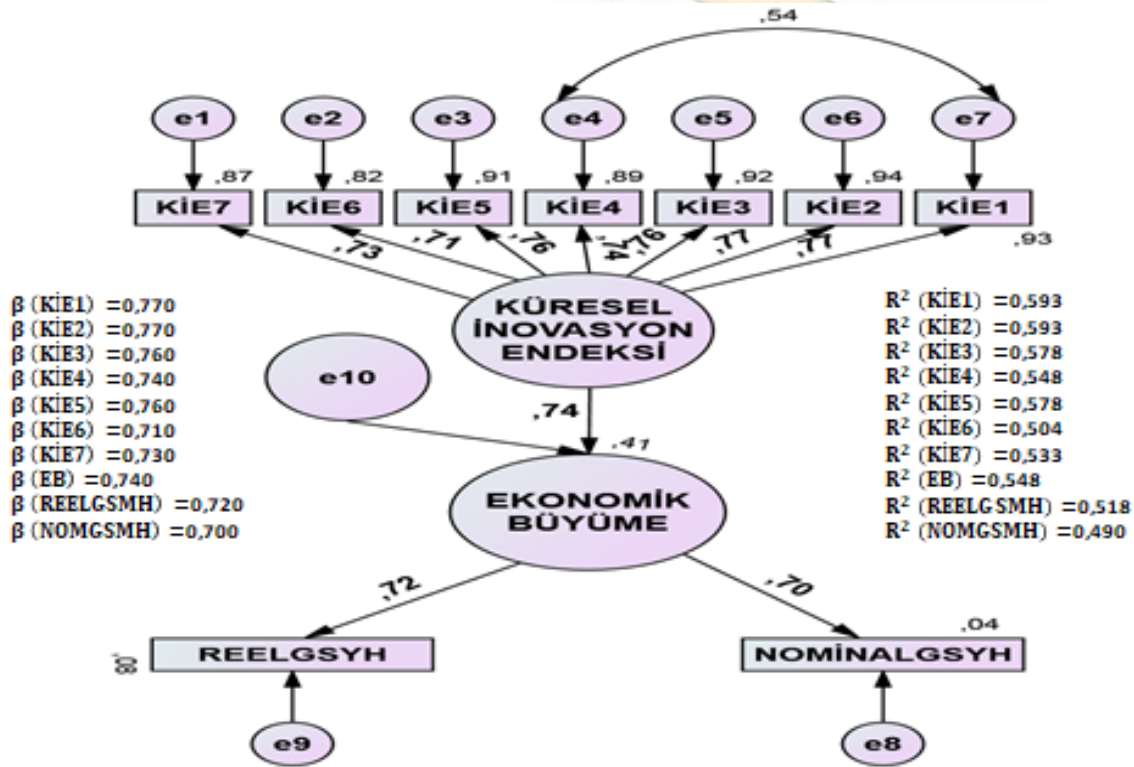 ,54
e1
e2
e3
e4
e5
e6
e7
,87
,82
,91
,89
,92
,94
KİE7
KİE6
KİE5
KİE4
KİE3
KİE2
KİE1
,93
,73
,71
,76
,74
,76
,77
,77
KÜRESEL
İNOVASYON
ENDEKSİ
β (KİE1) =0,770
β (KİE2) =0,770
β (KİE3) =0,760
β (KİE4) =0,740
β (KİE5) =0,760
β (KİE6) =0,710
β (KİE7) =0,730
β (EB) =0,740
β (REELGSMH) =0,720
β (NOMGSMH) =0,700
R² (KİE1) =0,593
R² (KİE2) =0,593
R² (KİE3) =0,578
R² (KİE4) =0,548
R² (KİE5) =0,578
R² (KİE6) =0,504
R² (KİE7) =0,533
R² (EB) =0,548
R² (REELGSMH) =0,518
R² (NOMGSMH) =0,490
e10
,74
,41
EKONOMİK
BÜYÜME
,72
,70
,08
REELGSYH
,04
NOMİNALGSYH
e9
e8